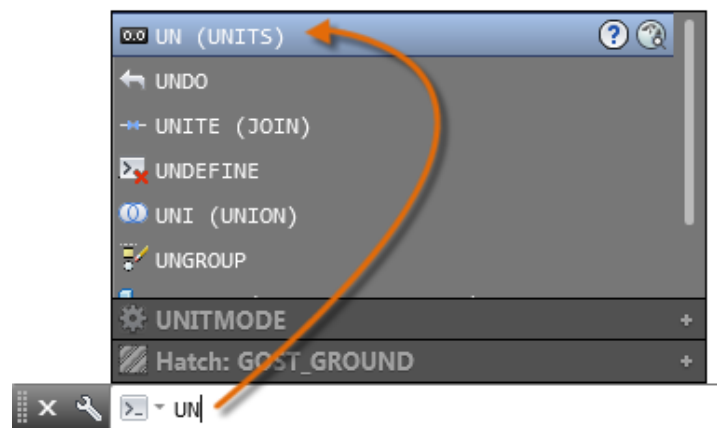 0.0 UN (UNITS)
UNDO
UNITE (JOIN)
UNDEFINE
UNI (UNION)
UNGROUP
UNITMODE +
Hatch: GOST_GROUND +
UN